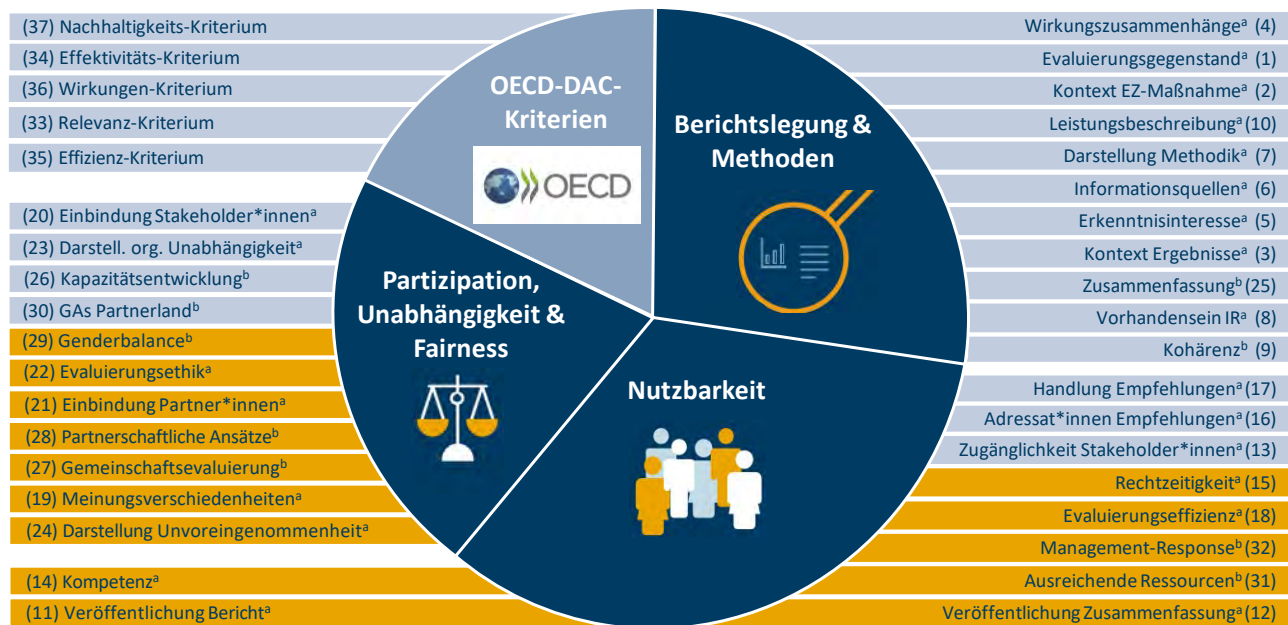 (37) Nachhaltigkeits-Kriterium
(34) Effektivitäts-Kriterium
(36) Wirkungen-Kriterium
(33) Relevanz-Kriterium
(35) Effizienz-Kriterium
(20) Einbindung Stakeholder*innenᵃ
(23) Darstell. org. Unabhängigkeitᵃ
(26) Kapazitätsentwicklungᵇ
(30) GAs Partnerlandᵇ
(29) Genderbalanceᵇ
(22) Evaluierungsethikᵃ
(21) Einbindung Partner*innenᵃ
(28) Partnerschaftliche Ansätzeᵇ
(27) Gemeinschaftsevaluierungᵇ
(19) Meinungsverschiedenheitenᵃ
(24) Darstellung Unvoreingenommenheitᵃ
(14) Kompetenzᵃ
(11) Veröffentlichung Berichtᵃ
OECD-DAC-
Kriterien
OECD
Berichtslegung &
Methoden
Partizipation,
Unabhängigkeit &
Fairness
Nutzbarkeit
Wirkungszusammenhängeᵃ (4)
Evaluierungsgegenstandᵃ (1)
Kontext EZ-Maßnahmeᵃ (2)
Leistungsbeschreibungᵃ (10)
Darstellung Methodikᵃ (7)
Informationsquellenᵃ (6)
Erkenntnisinteresseᵃ (5)
Kontext Ergebnisseᵃ (3)
Zusammenfassungᵇ (25)
Vorhandensein IRᵃ (8)
Kohärenzᵇ (9)
Handlung Empfehlungenᵃ (17)
Adressat*innen Empfehlungenᵃ (16)
Zugänglichkeit Stakeholder*innenᵃ (13)
Rechtzeitigkeitᵃ (15)
Evaluierungseffizienzᵃ (18)
Management-Responseᵇ (32)
Ausreichende Ressourcenᵇ (31)
Veröffentlichung Zusammenfassungᵃ (12)